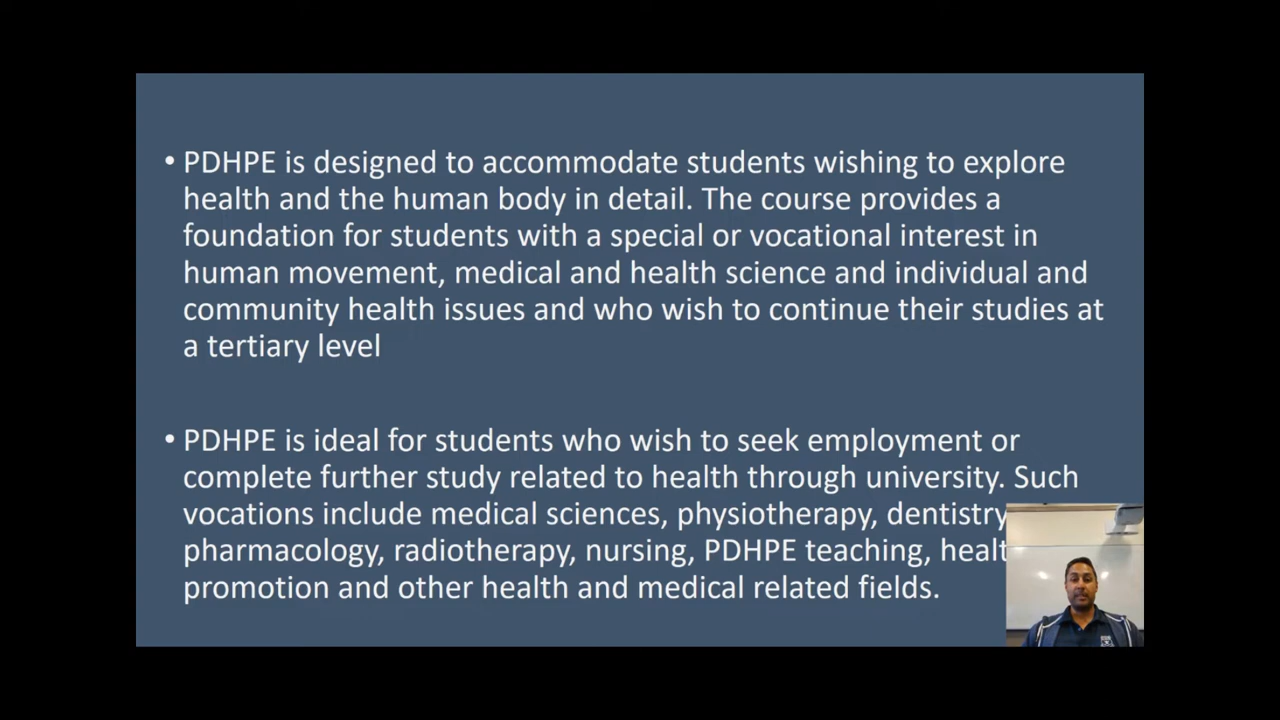 • PDHPE is designed to accommodate students wishing to explore
health and the human body in detail. The course provides a
foundation for students with a special or vocational interest in
human movement, medical and health science and individual and
community health issues and who wish to continue their studies at
a tertiary level
• PDHPE is ideal for students who wish to seek employment or
complete further study related to health through university. Such
vocations include medical sciences, physiotherapy, dentistry
pharmacology, radiotherapy, nursing, PDHPE teaching, healt
promotion and other health and medical related fields.